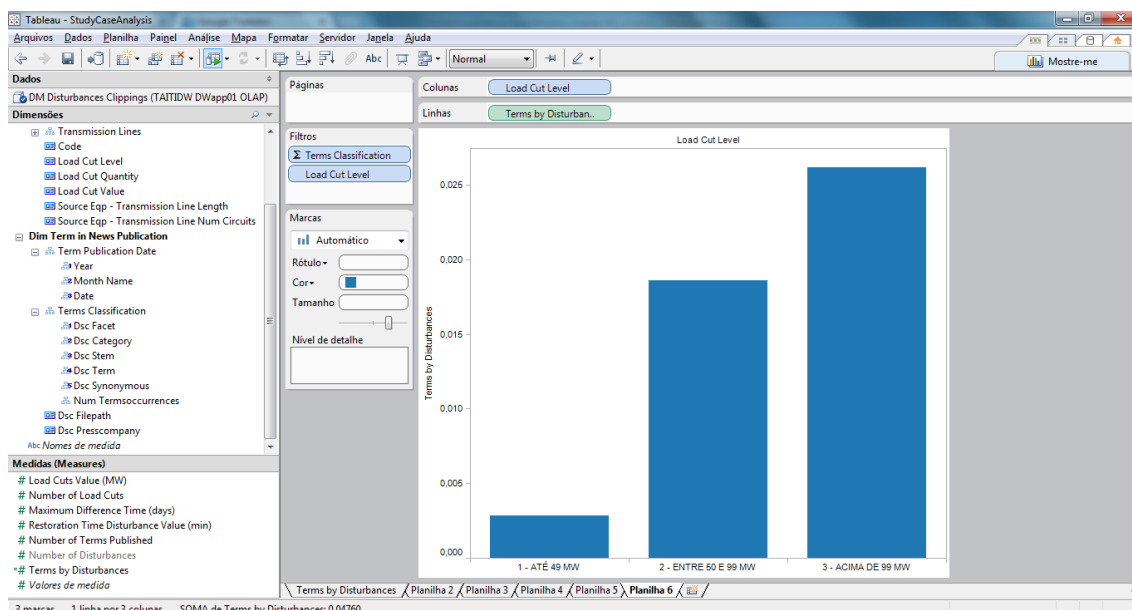 Tableau - StudyCaseAnalysis
Arquivos Dados Planilha Painel Análise Mapa Formatar Servidor Janela Ajuda
Abc Normal Mostre-me
Dados
DM Disturbances Clippings (TAITIDW DWapp01 OLAP)
Dimensões
Transmission Lines
Code
Load Cut Level
Load Cut Quantity
Load Cut Value
Source Eqp - Transmission Line Length
Source Eqp - Transmission Line Num Circuits
Dim Term in News Publication
Term Publication Date
Year
Month Name
Date
Terms Classification
Dsc Facet
Dsc Category
Dsc Stem
Dsc Term
Dsc Synonymous
Num Termsoccurrences
Dsc Filepath
Dsc Presscompany
Abc Nomes de medida
Medidas (Measures)
# Load Cuts Value (MW)
# Number of Load Cuts
# Maximum Difference Time (days)
# Restoration Time Disturbance Value (min)
# Number of Terms Published
# Number of Disturbances
# Terms by Disturbances
# Valores de medida
Páginas
Filtros
Σ Terms Classification
Load Cut Level
Marcas
Automático
Rótulo
Cor
Tamanho
Nível de detalhe
Colunas Load Cut Level
Linhas Terms by Disturban..
Load Cut Level
Terms by Disturbances
0,025
0,020
0,015
0,010
0,005
0,000
1 - ATÉ 49 MW 2 - ENTRE 50 E 99 MW 3 - ACIMA DE 99 MW
Terms by Disturbances Planilha 2 Planilha 3 Planilha 4 Planilha 5 Planilha 6
3 marcas 1 linha por 3 colunas SOMA de Terms by Disturbances: 0,04760